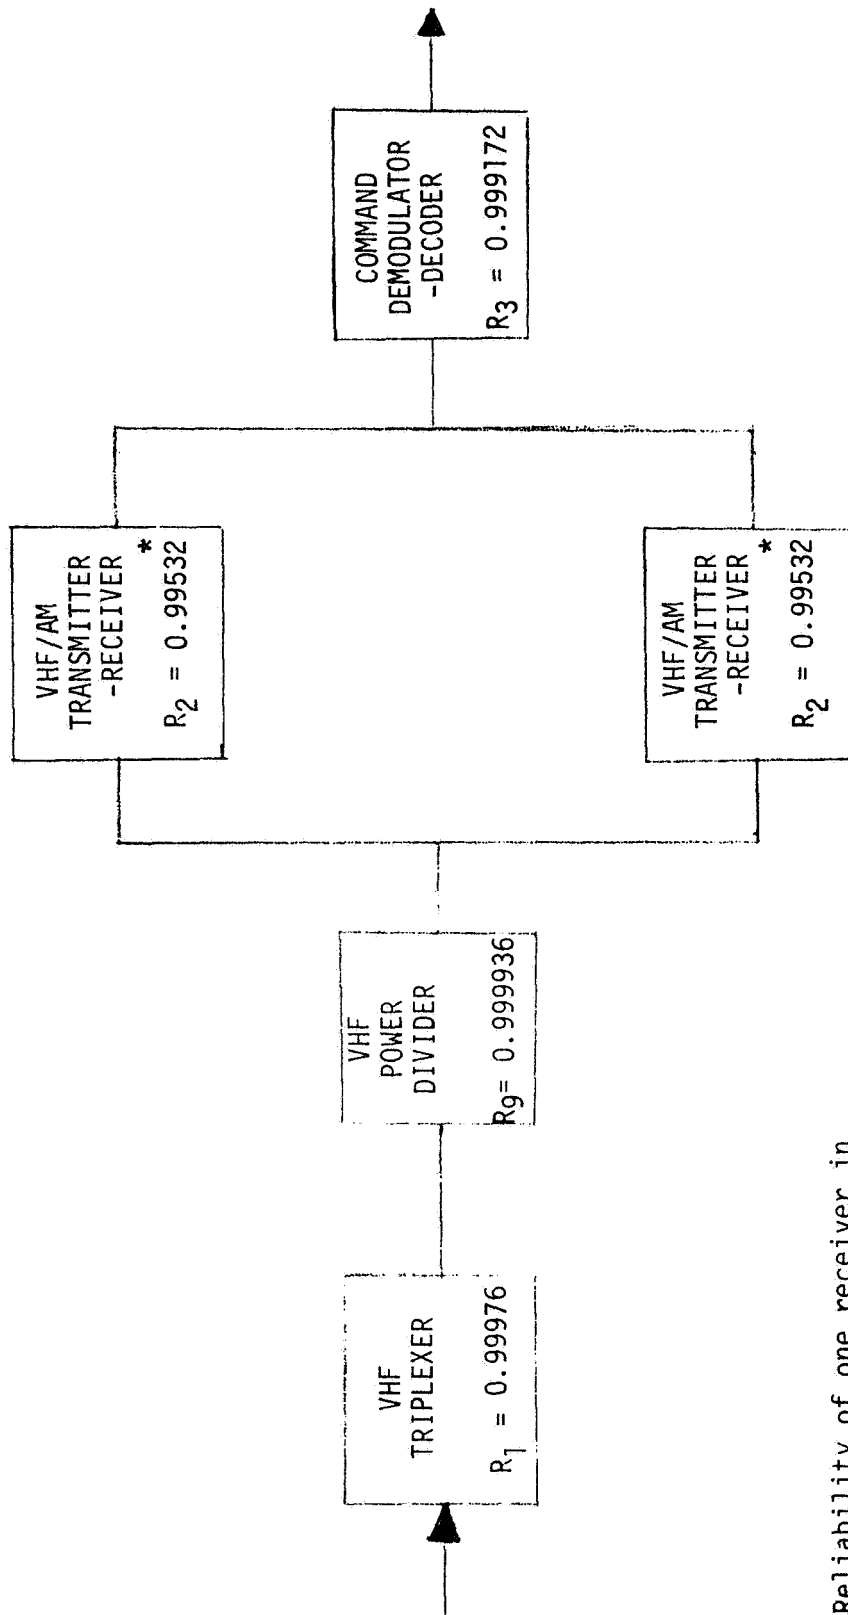 VHF
TRIPLEXER
R1 = 0.99976
VHF
POWER
DIVIDER
R9= 0.999936
VHF/AM
TRANSMITTER
-RECEIVER *
R2 = 0.99532
VHF/AM
TRANSMITTER
-RECEIVER *
R2 = 0.99532
COMMAND
DEMODULATOR
-DECODER
R3 = 0.999172
Reliability of one receiver in